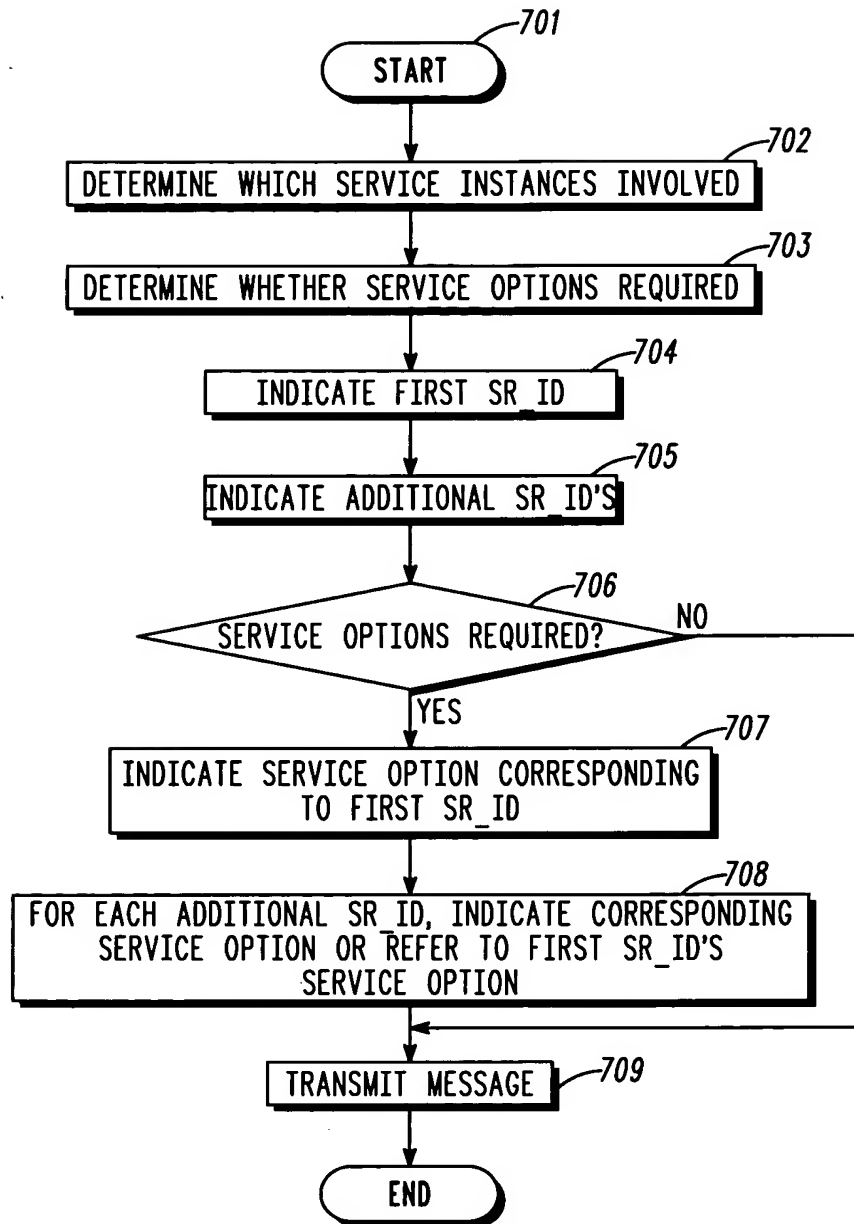 701
START
702
DETERMINE WHICH SERVICE INSTANCES INVOLVED
703
DETERMINE WHETHER SERVICE OPTIONS REQUIRED
704
INDICATE FIRST SR_ID
705
INDICATE ADDITIONAL SR_ID'S
706
SERVICE OPTIONS REQUIRED?
NO
YES
707
INDICATE SERVICE OPTION CORRESPONDING
TO FIRST SR_ID
708
FOR EACH ADDITIONAL SR_ID, INDICATE CORRESPONDING
SERVICE OPTION OR REFER TO FIRST SR_ID'S
SERVICE OPTION
TRANSMIT MESSAGE
709
END